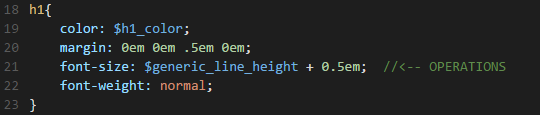 18 h1{
19     color: $h1_color;
20     margin: 0em 0em .5em 0em;
21     font-size: $generic_line_height + 0.5em;  //<-- OPERATIONS
22     font-weight: normal;
23 }